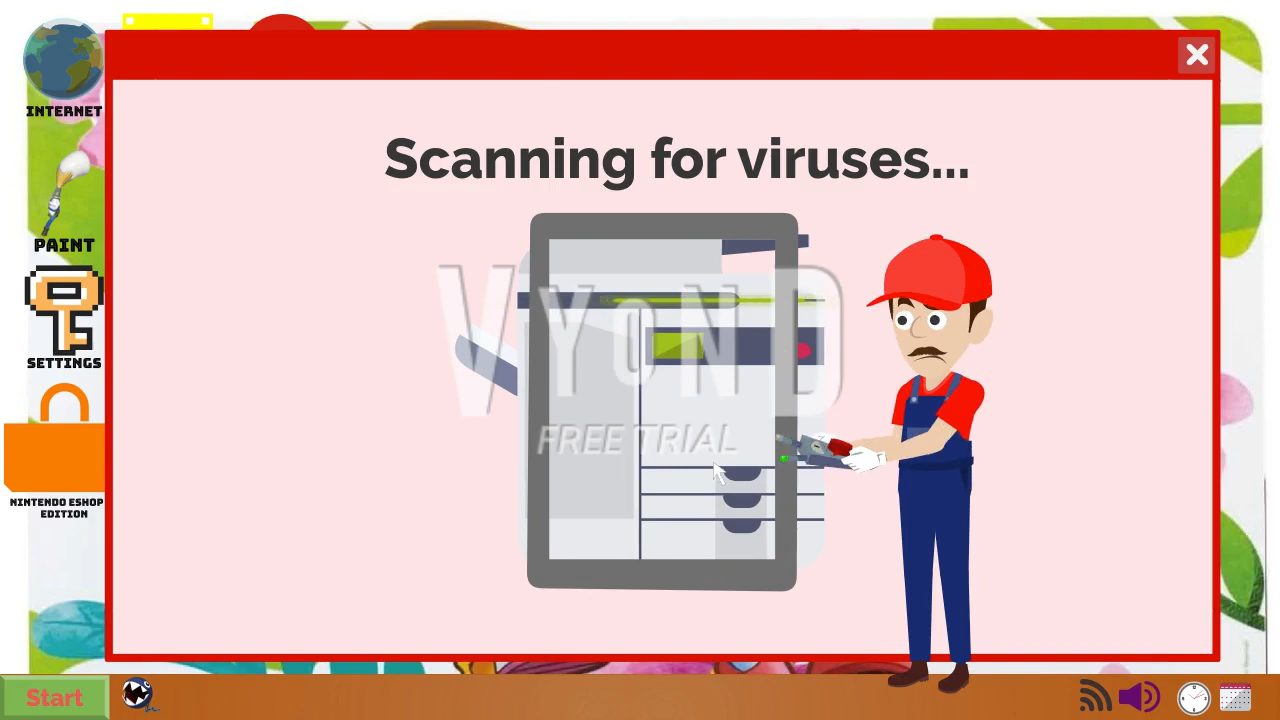 INTERNET
Scanning for viruses...
PAINT
VYOND
FREE TRIAL
SETTINGS
NINTENDO ESHOP
EDITION
Start